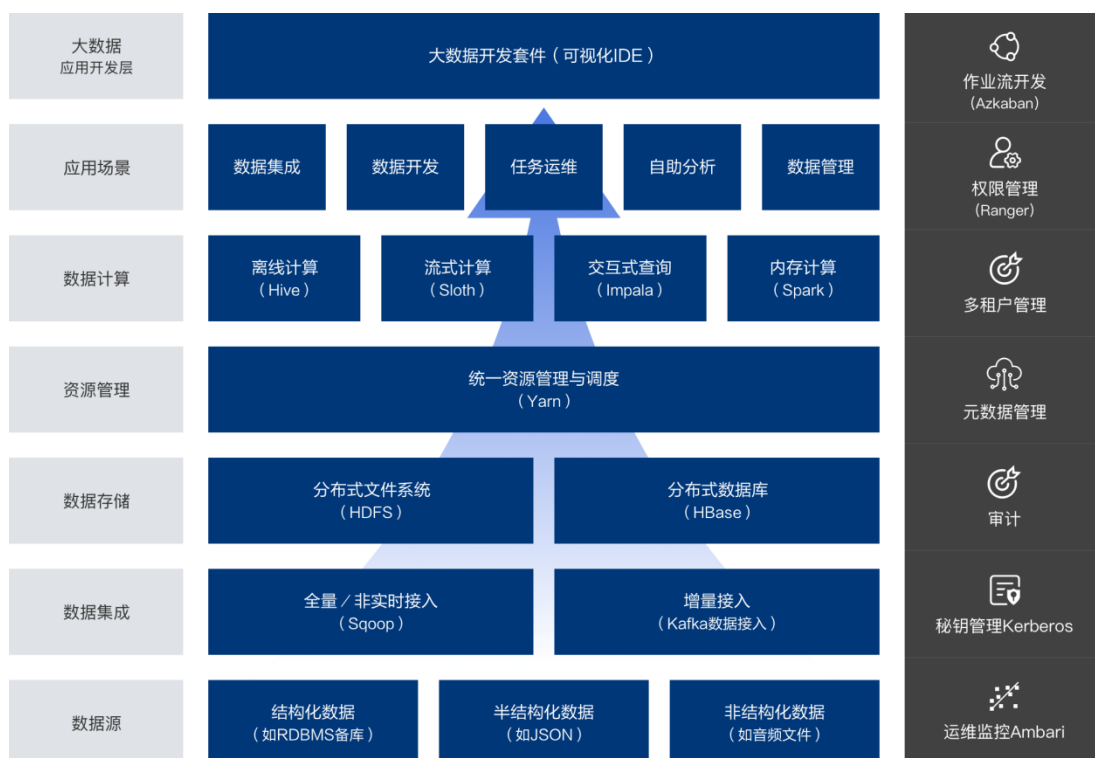 大数据
应用开发层
大数据开发套件（可视化IDE）
应用场景
数据集成
数据开发
任务运维
自助分析
数据管理
数据计算
离线计算
（Hive）
流式计算
（Sloth）
交互式查询
（Impala）
内存计算
（Spark）
资源管理
统一资源管理与调度
（Yarn）
数据存储
分布式文件系统
（HDFS）
分布式数据库
（HBase）
数据集成
全量／非实时接入
（Sqoop）
增量接入
（Kafka数据接入）
数据源
结构化数据
（如RDBMS备库）
半结构化数据
（如JSON）
非结构化数据
（如音频文件）
作业流开发
(Azkaban)
权限管理
(Ranger)
多租户管理
元数据管理
审计
秘钥管理Kerberos
运维监控Ambari